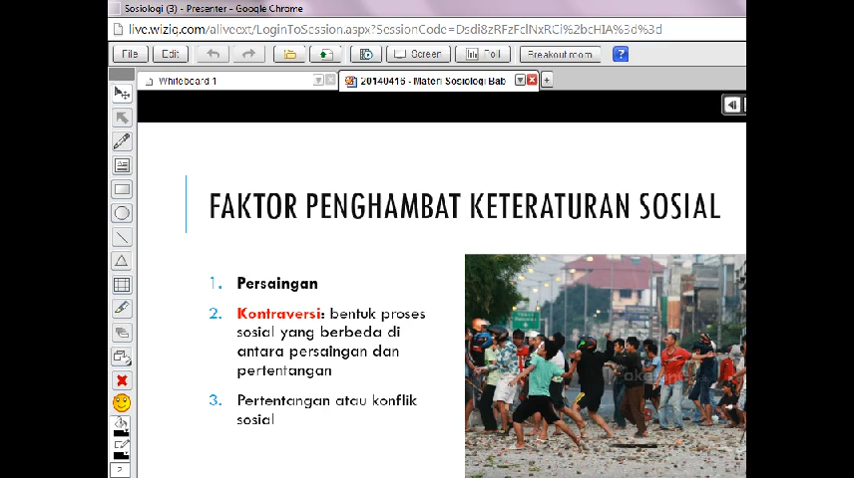 Sosiologi (3) - Presenter - Google Chrome
live.wiziq.com/aliveext/LoginToSession.aspx?SessionCode=Dsdi8zRFzFclNxRCi%2bcHIA%3d%3d
File Edit Screen Poll Breakout mom ?
Whiteboard 1 20140416 - Materi Sosiologi Bab
FAKTOR PENGHAMBAT KETERATURAN SOSIAL
1. Persaingan
2. Kontraversi: bentuk proses
sosial yang berbeda di
antara persaingan dan
pertentangan
3. Pertentangan atau konflik
sosial
2